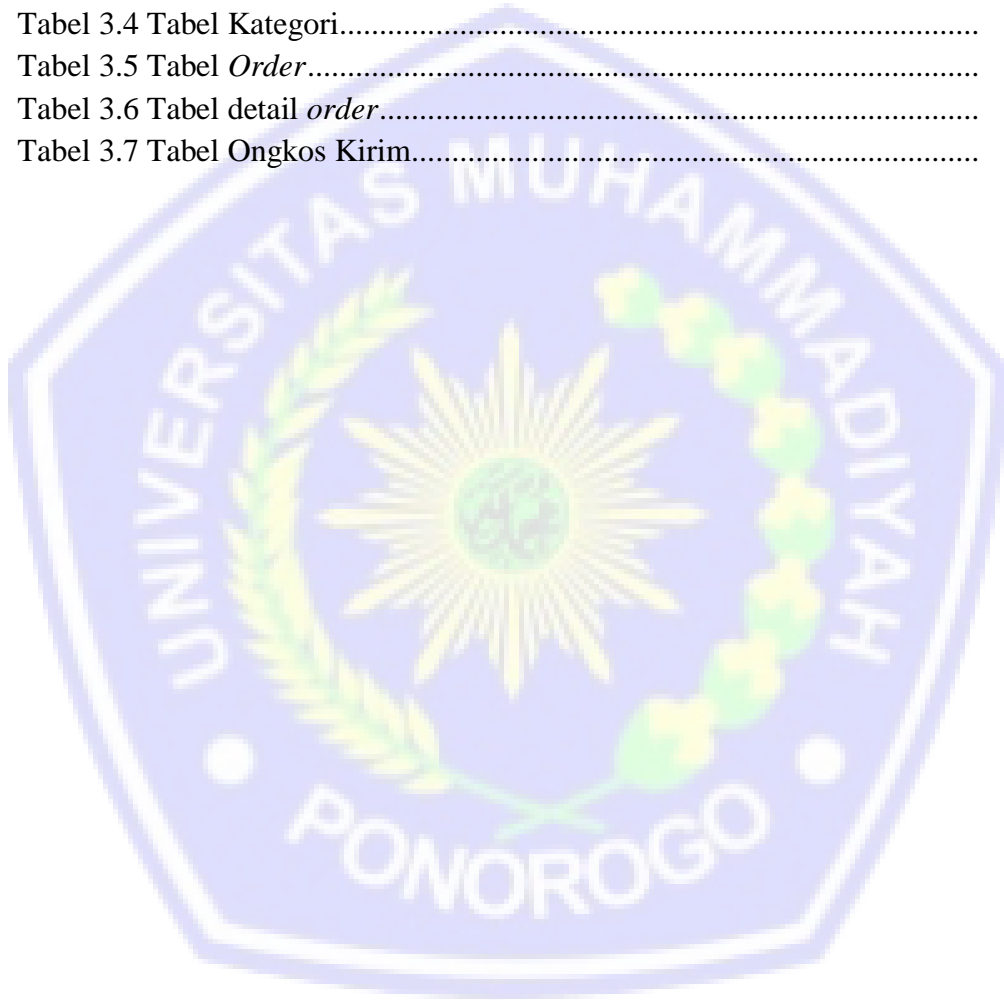 Tabel 3.4 Tabel Kategori.............................................................................
Tabel 3.5 Tabel Order.................................................................................
Tabel 3.6 Tabel detail order........................................................................
Tabel 3.7 Tabel Ongkos Kirim....................................................................
UNIVERSITAS MUHAMMADIYAH
PONOROGO